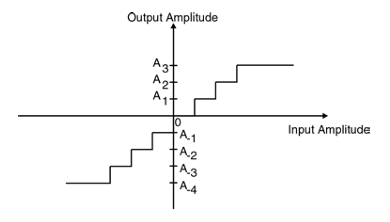 Output Amplitude
A3
A2
A1
0
Input Amplitude
A-1
A-2
A-3
A-4